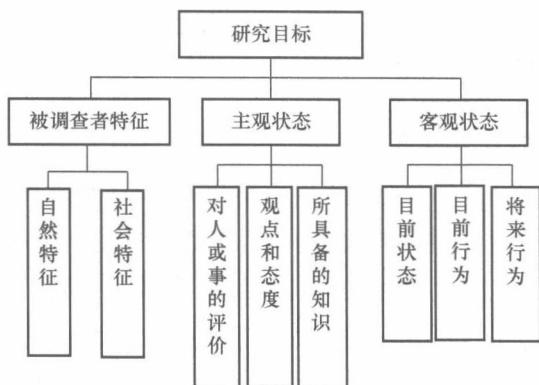 研究目标
被调查者特征
主观状态
客观状态
自然特征
社会特征
对人或事的评价
观点和态度
所具备的知识
目前状态
目前行为
将来行为